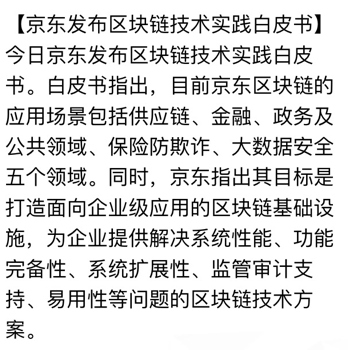 【京东发布区块链技术实践白皮书】
今日京东发布区块链技术实践白皮
书。白皮书指出，目前京东区块链的
应用场景包括供应链、金融、政务及
公共领域、保险防欺诈、大数据安全
五个领域。同时，京东指出其目标是
打造面向企业级应用的区块链基础设
施，为企业提供解决系统性能、功能
完备性、系统扩展性、监管审计支
持、易用性等问题的区块链技术方
案。